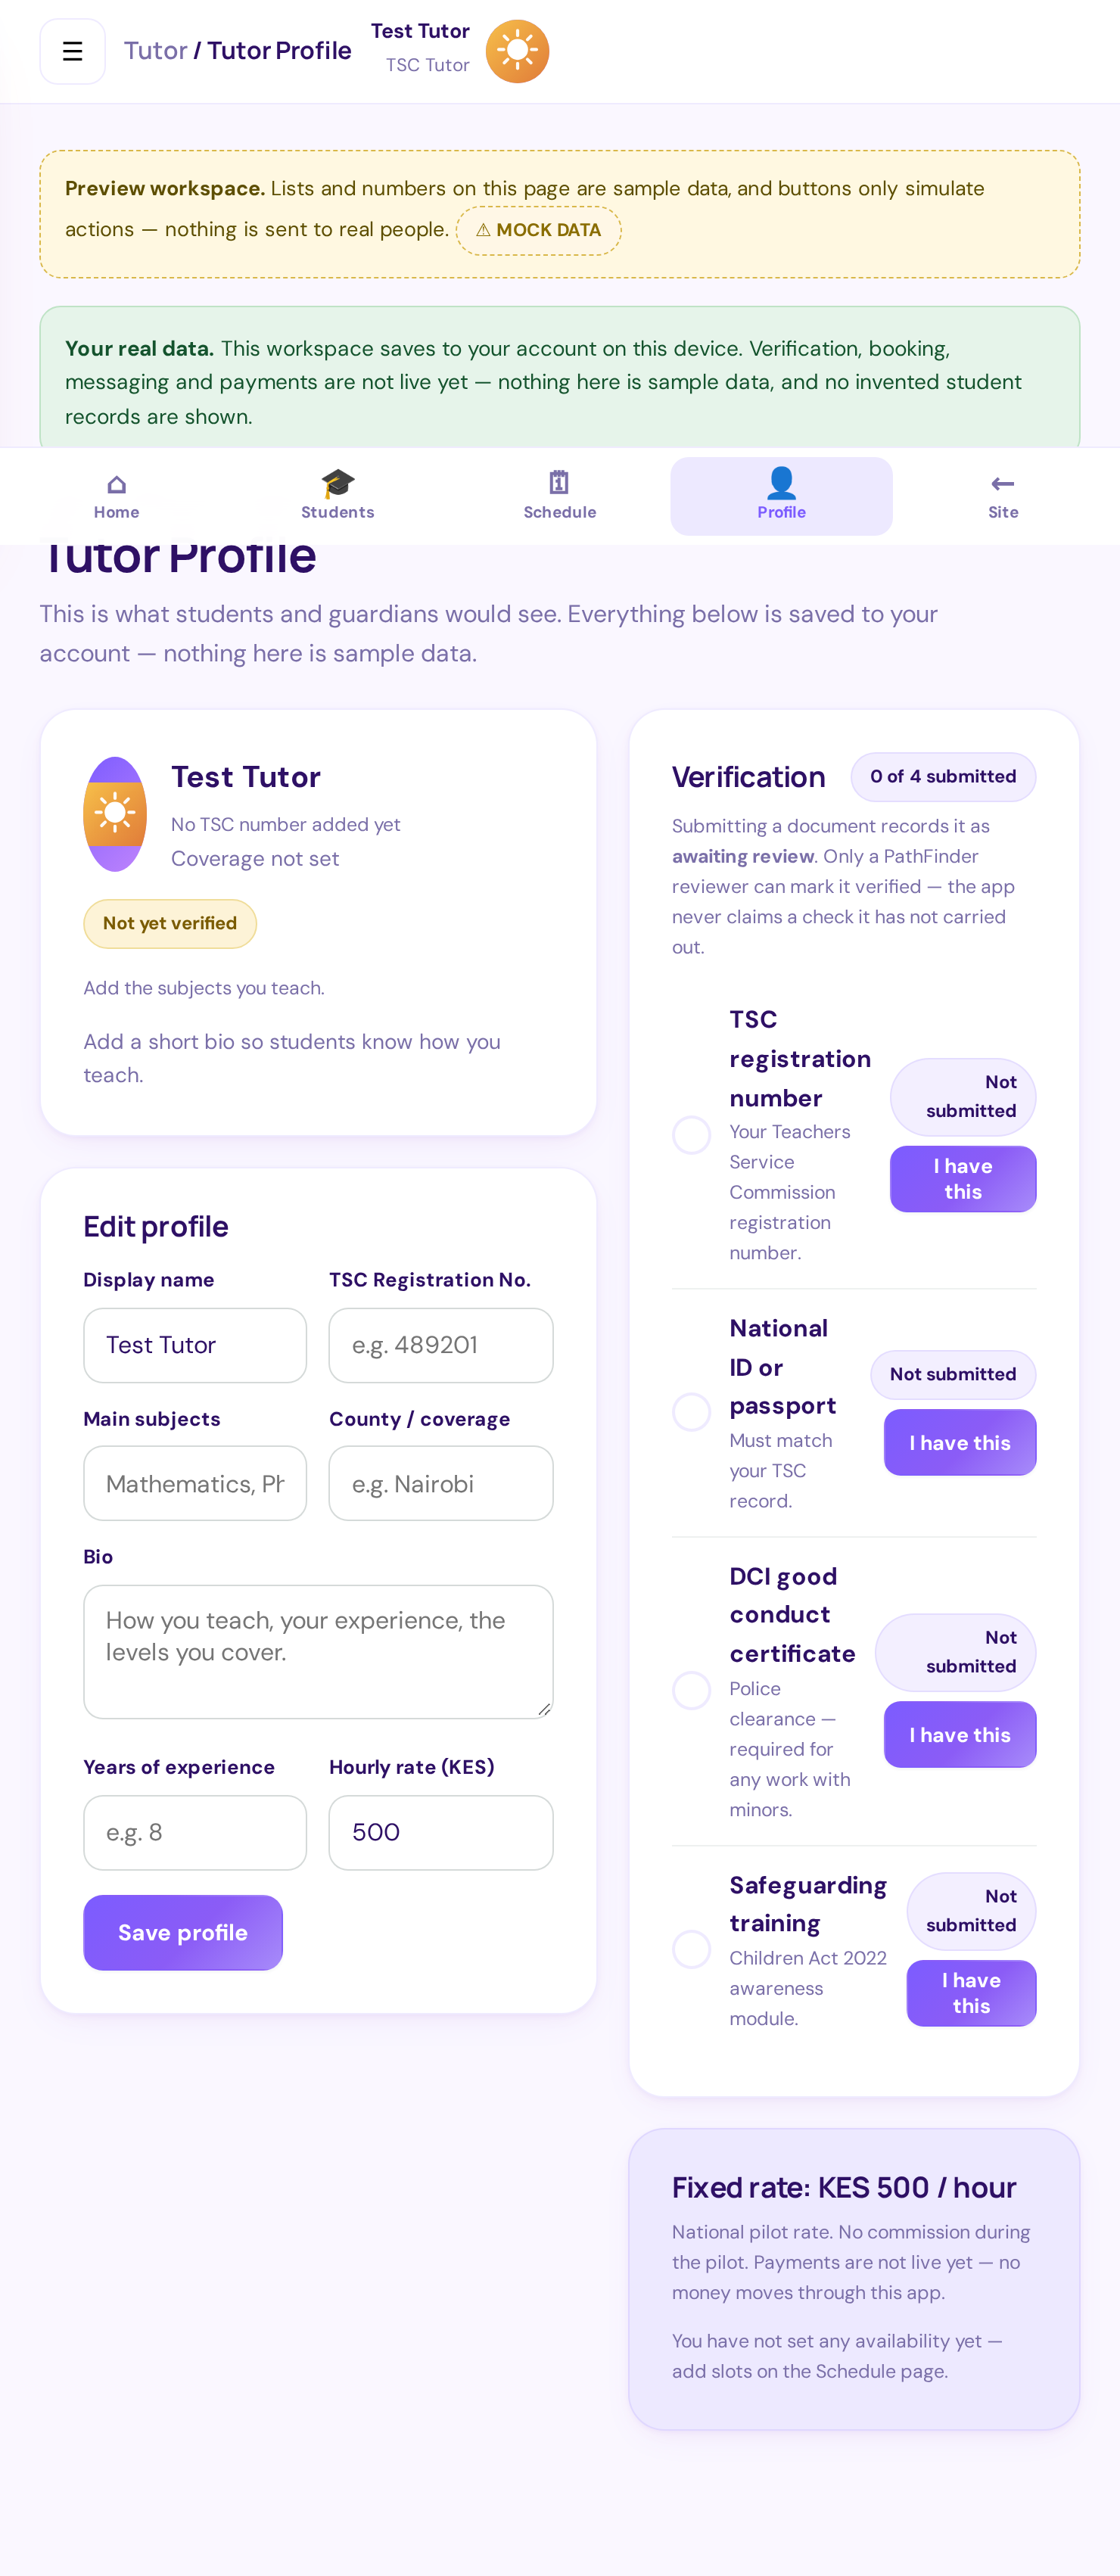 ☰ Tutor / Tutor Profile
Test Tutor
TSC Tutor
Preview workspace. Lists and numbers on this page are sample data, and buttons only simulate
actions — nothing is sent to real people. ⚠ MOCK DATA
Your real data. This workspace saves to your account on this device. Verification, booking,
messaging and payments are not live yet — nothing here is sample data, and no invented student
records are shown.
Home
Students
Schedule
Profile
← Site
Tutor Profile
This is what students and guardians would see. Everything below is saved to your
account — nothing here is sample data.
Test Tutor
No TSC number added yet
Coverage not set
Not yet verified
Add the subjects you teach.
Add a short bio so students know how you
teach.
Edit profile
Display name
TSC Registration No.
Test Tutor
e.g. 489201
Main subjects
County / coverage
Mathematics, Ph
e.g. Nairobi
Bio
How you teach, your experience, the
levels you cover.
Years of experience
Hourly rate (KES)
e.g. 8
500
Save profile
Verification
0 of 4 submitted
Submitting a document records it as
awaiting review. Only a PathFinder
reviewer can mark it verified — the app
never claims a check it has not carried
out.
TSC
registration
number
Your Teachers
Service
Commission
registration
number.
Not
submitted
I have
this
National
ID or
passport
Must match
your TSC
record.
Not submitted
I have this
DCI good
conduct
certificate
Police
clearance —
required for
any work with
minors.
Not
submitted
I have this
Safeguarding
training
Children Act 2022
awareness
module.
Not
submitted
I have
this
Fixed rate: KES 500 / hour
National pilot rate. No commission during
the pilot. Payments are not live yet — no
money moves through this app.
You have not set any availability yet —
add slots on the Schedule page.